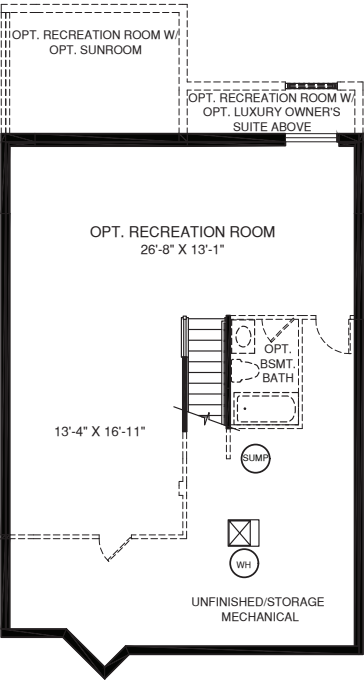 OPT. RECREATION ROOM W/
OPT. SUNROOM
OPT. RECREATION ROOM W/
OPT. LUXURY OWNER'S
SUITE ABOVE
OPT. RECREATION ROOM
26'-8" X 13'-1"
OPT.
BSMT.
BATH
13'-4" X 16'-11"
SUMP
WH
UNFINISHED/STORAGE
MECHANICAL